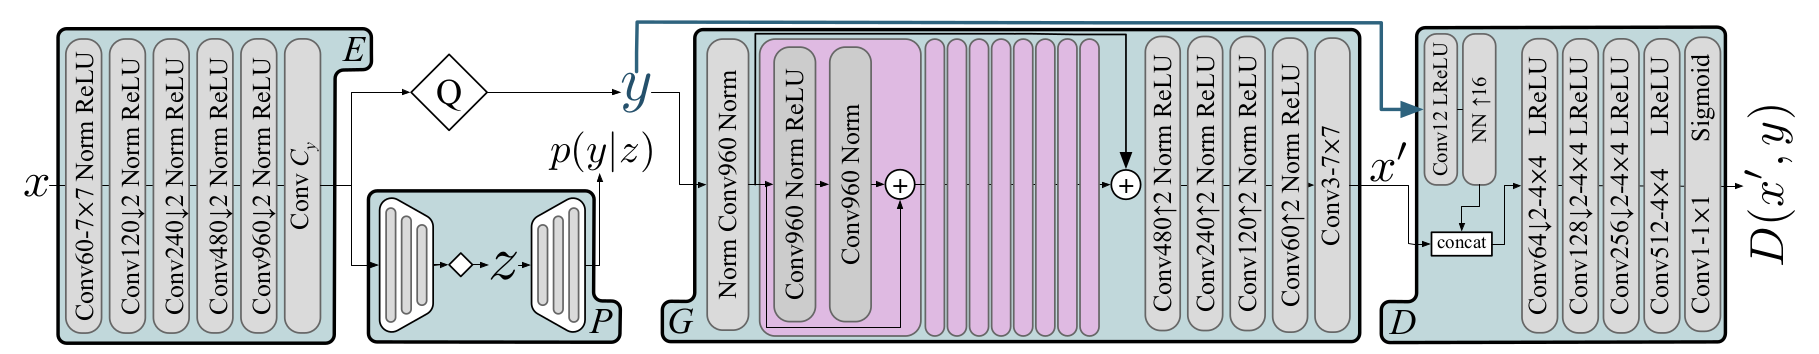 x
Conv60-7×7 Norm ReLU
Conv120↓2 Norm ReLU
Conv240↓2 Norm ReLU
Conv480↓2 Norm ReLU
Conv960↓2 Norm ReLU
Conv C_y
E
Q
y
p(y|z)
z
P
G
Norm Conv960 Norm
Conv960 Norm ReLU
Conv960 Norm
+
+
Conv480↑2 Norm ReLU
Conv240↑2 Norm ReLU
Conv120↑2 Norm ReLU
Conv60↑2 Norm ReLU
Conv3-7×7
x′
D
Conv12 LReLU
NN ↑16
concat
Conv64↓2-4×4 LReLU
Conv128↓2-4×4 LReLU
Conv256↓2-4×4 LReLU
Conv512-4×4 LReLU
Conv1-1×1 Sigmoid
D(x′, y)